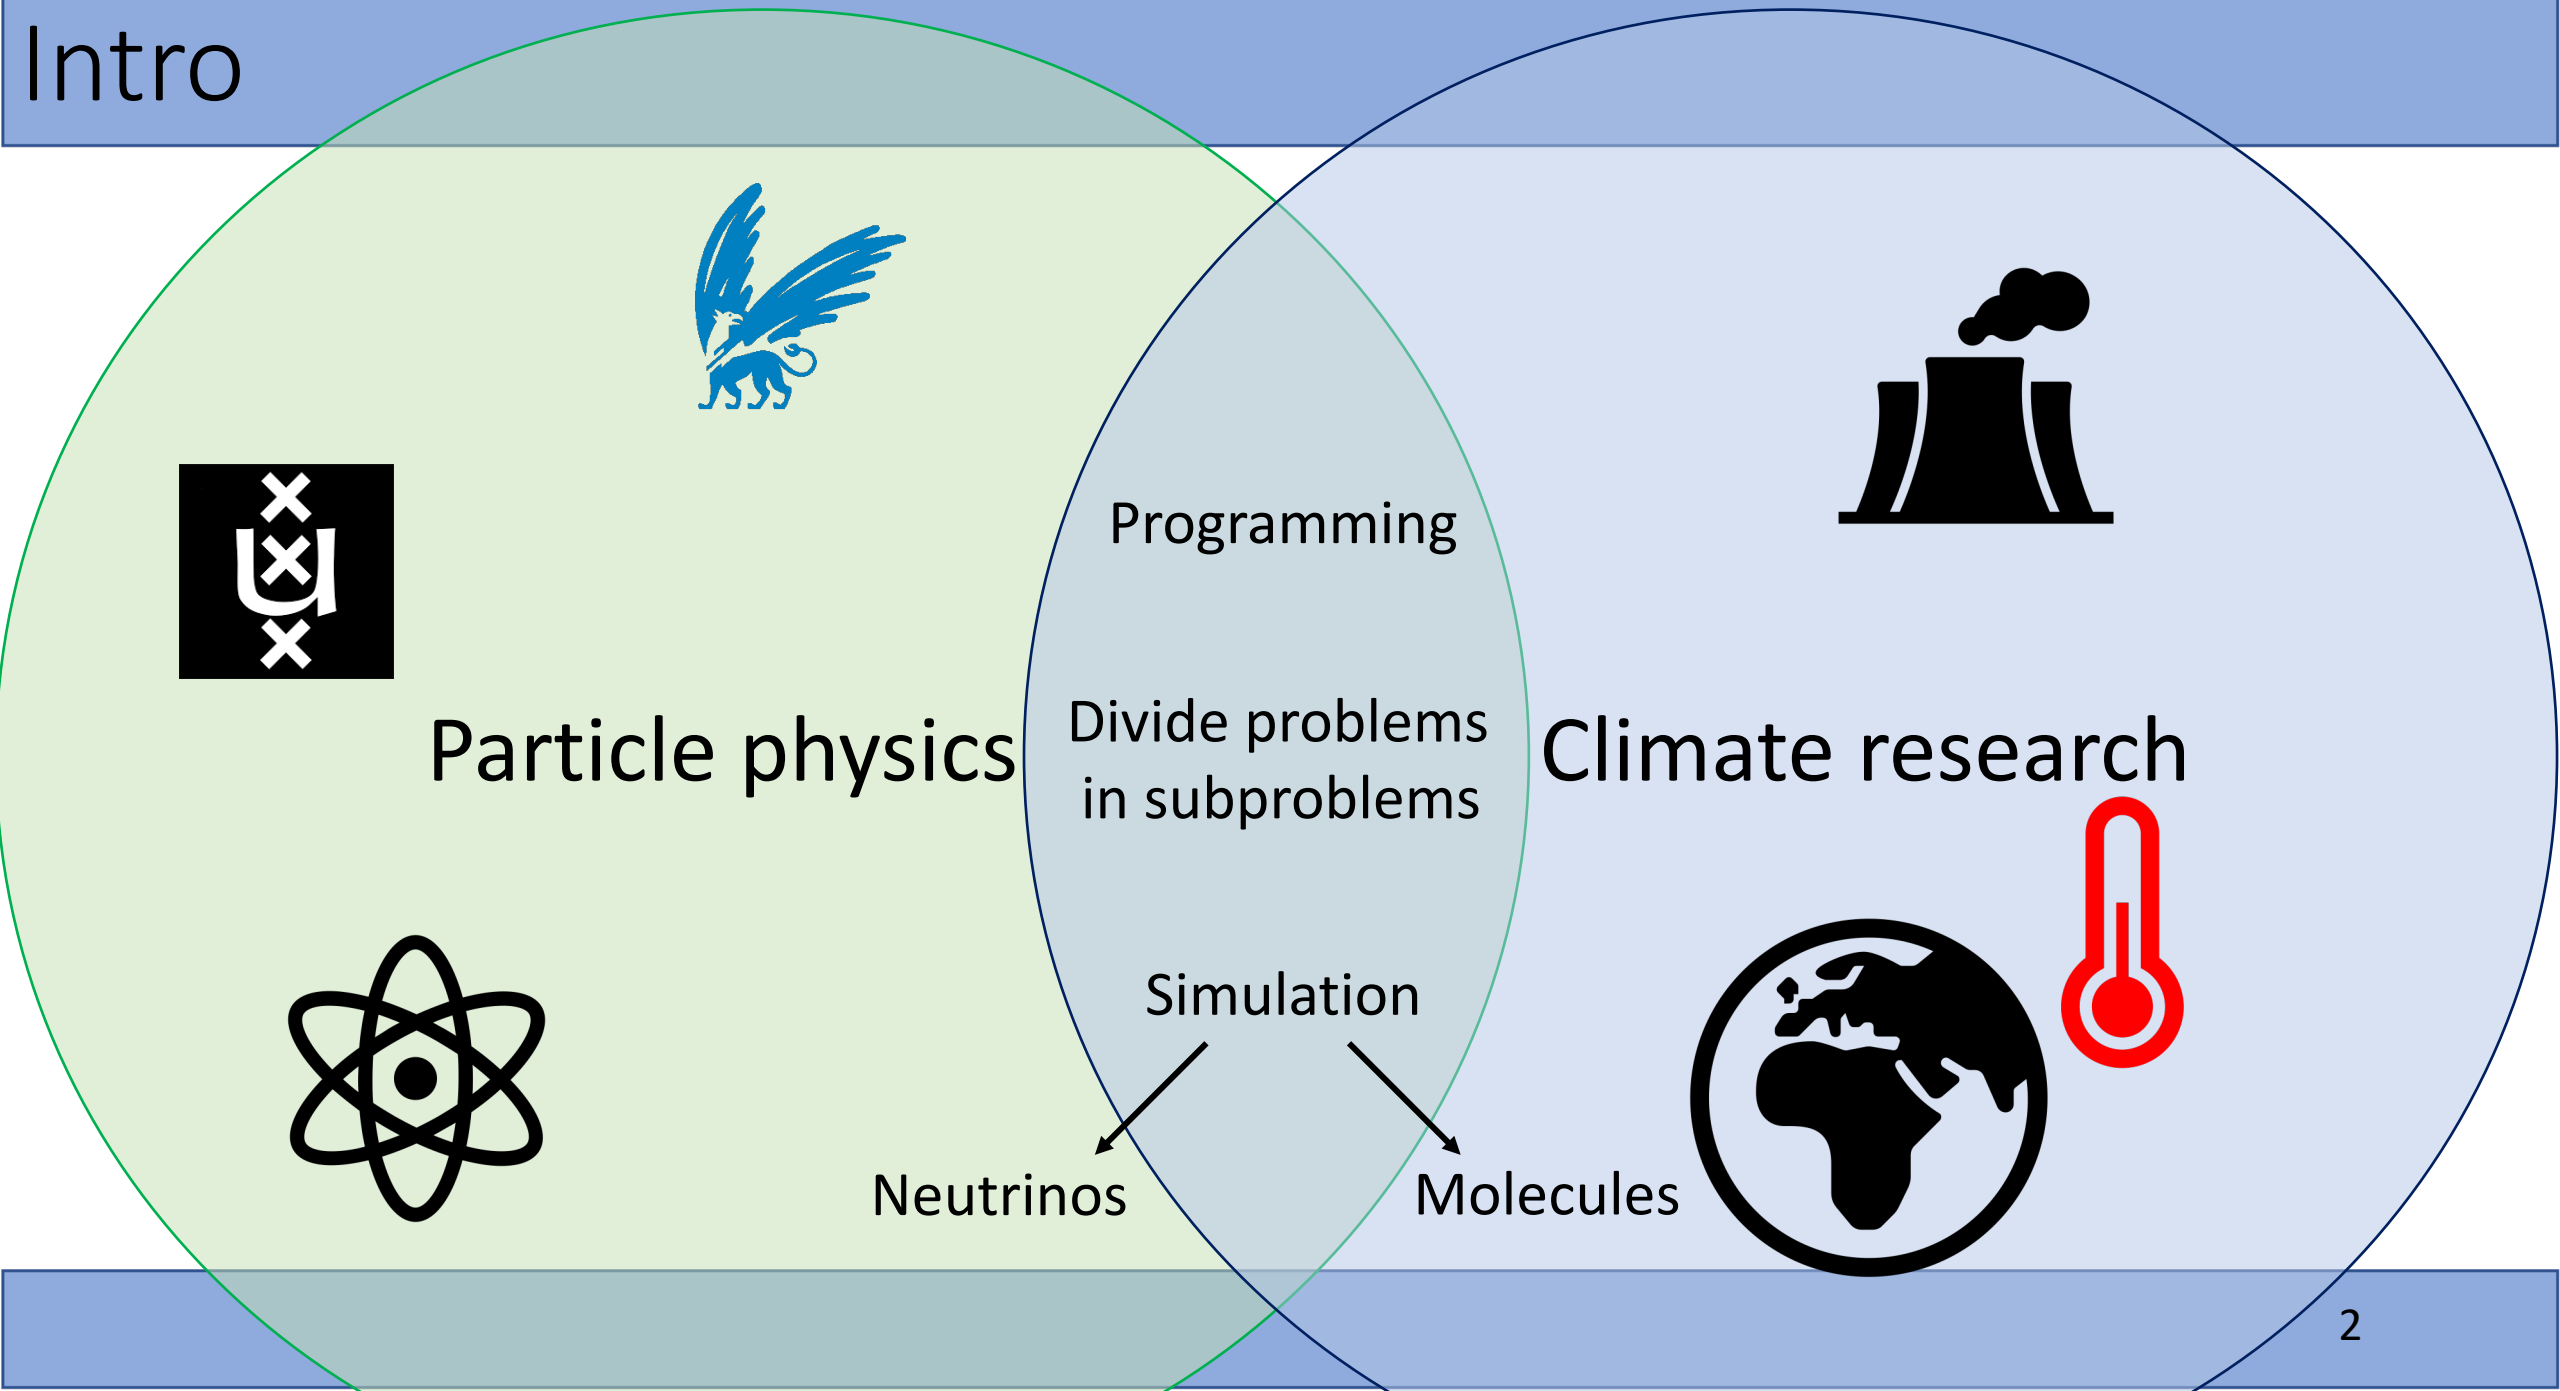 Intro
Programming
Particle physics
Divide problems
in subproblems
Climate research
Simulation
Neutrinos
Molecules
2